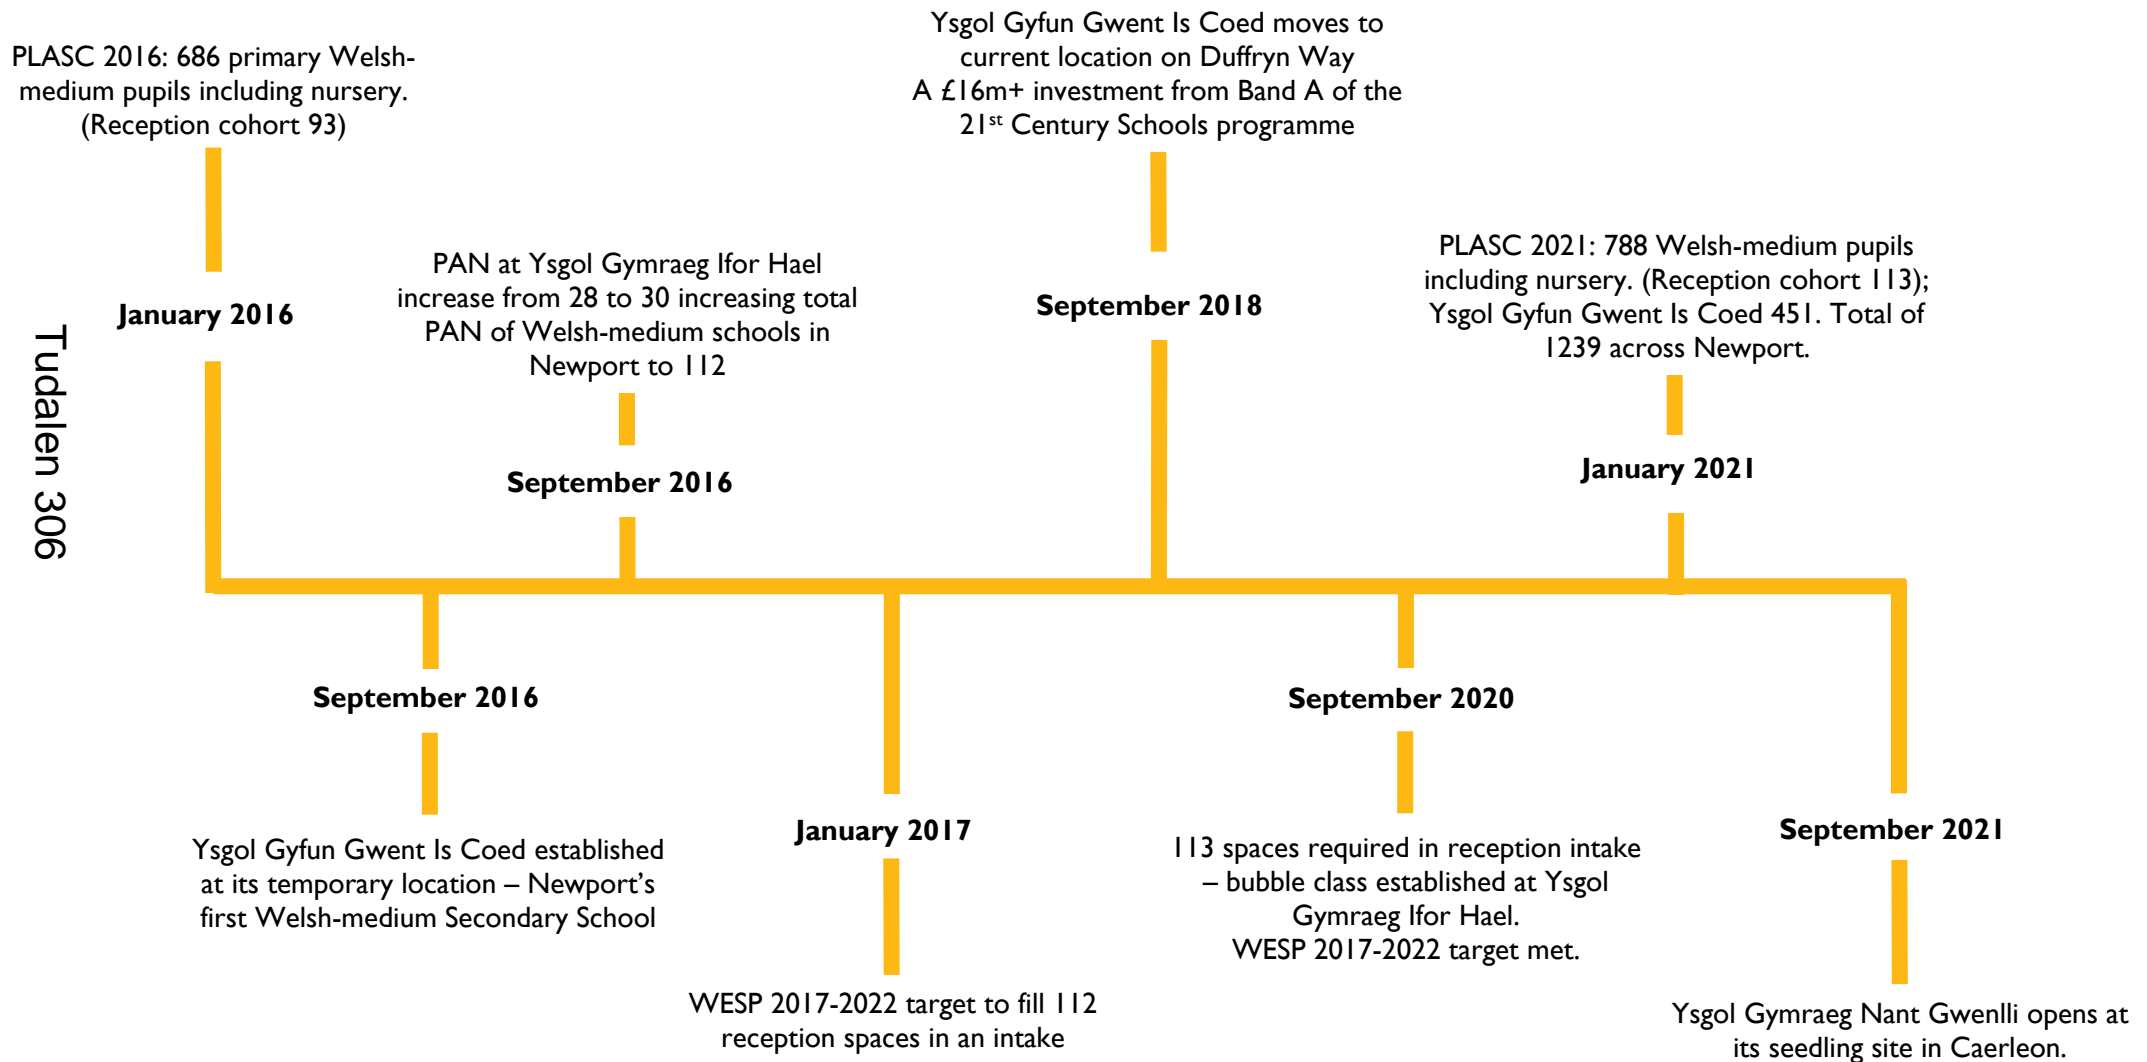 PLASC 2016: 686 primary Welsh-
medium pupils including nursery.
(Reception cohort 93)
January 2016
Ysgol Gyfun Gwent Is Coed established
at its temporary location – Newport’s
first Welsh-medium Secondary School
September 2016
PAN at Ysgol Gymraeg Ifor Hael
increase from 28 to 30 increasing total
PAN of Welsh-medium schools in
Newport to 112
September 2016
January 2017
WESP 2017-2022 target to fill 112
reception spaces in an intake
Ysgol Gyfun Gwent Is Coed moves to
current location on Duffryn Way
A £16m+ investment from Band A of the
21st Century Schools programme
September 2018
September 2020
113 spaces required in reception intake
– bubble class established at Ysgol
Gymraeg Ifor Hael.
WESP 2017-2022 target met.
PLASC 2021: 788 Welsh-medium pupils
including nursery. (Reception cohort 113);
Ysgol Gyfun Gwent Is Coed 451. Total of
1239 across Newport.
January 2021
September 2021
Ysgol Gymraeg Nant Gwenlli opens at
its seedling site in Caerleon.
Tudalen 306